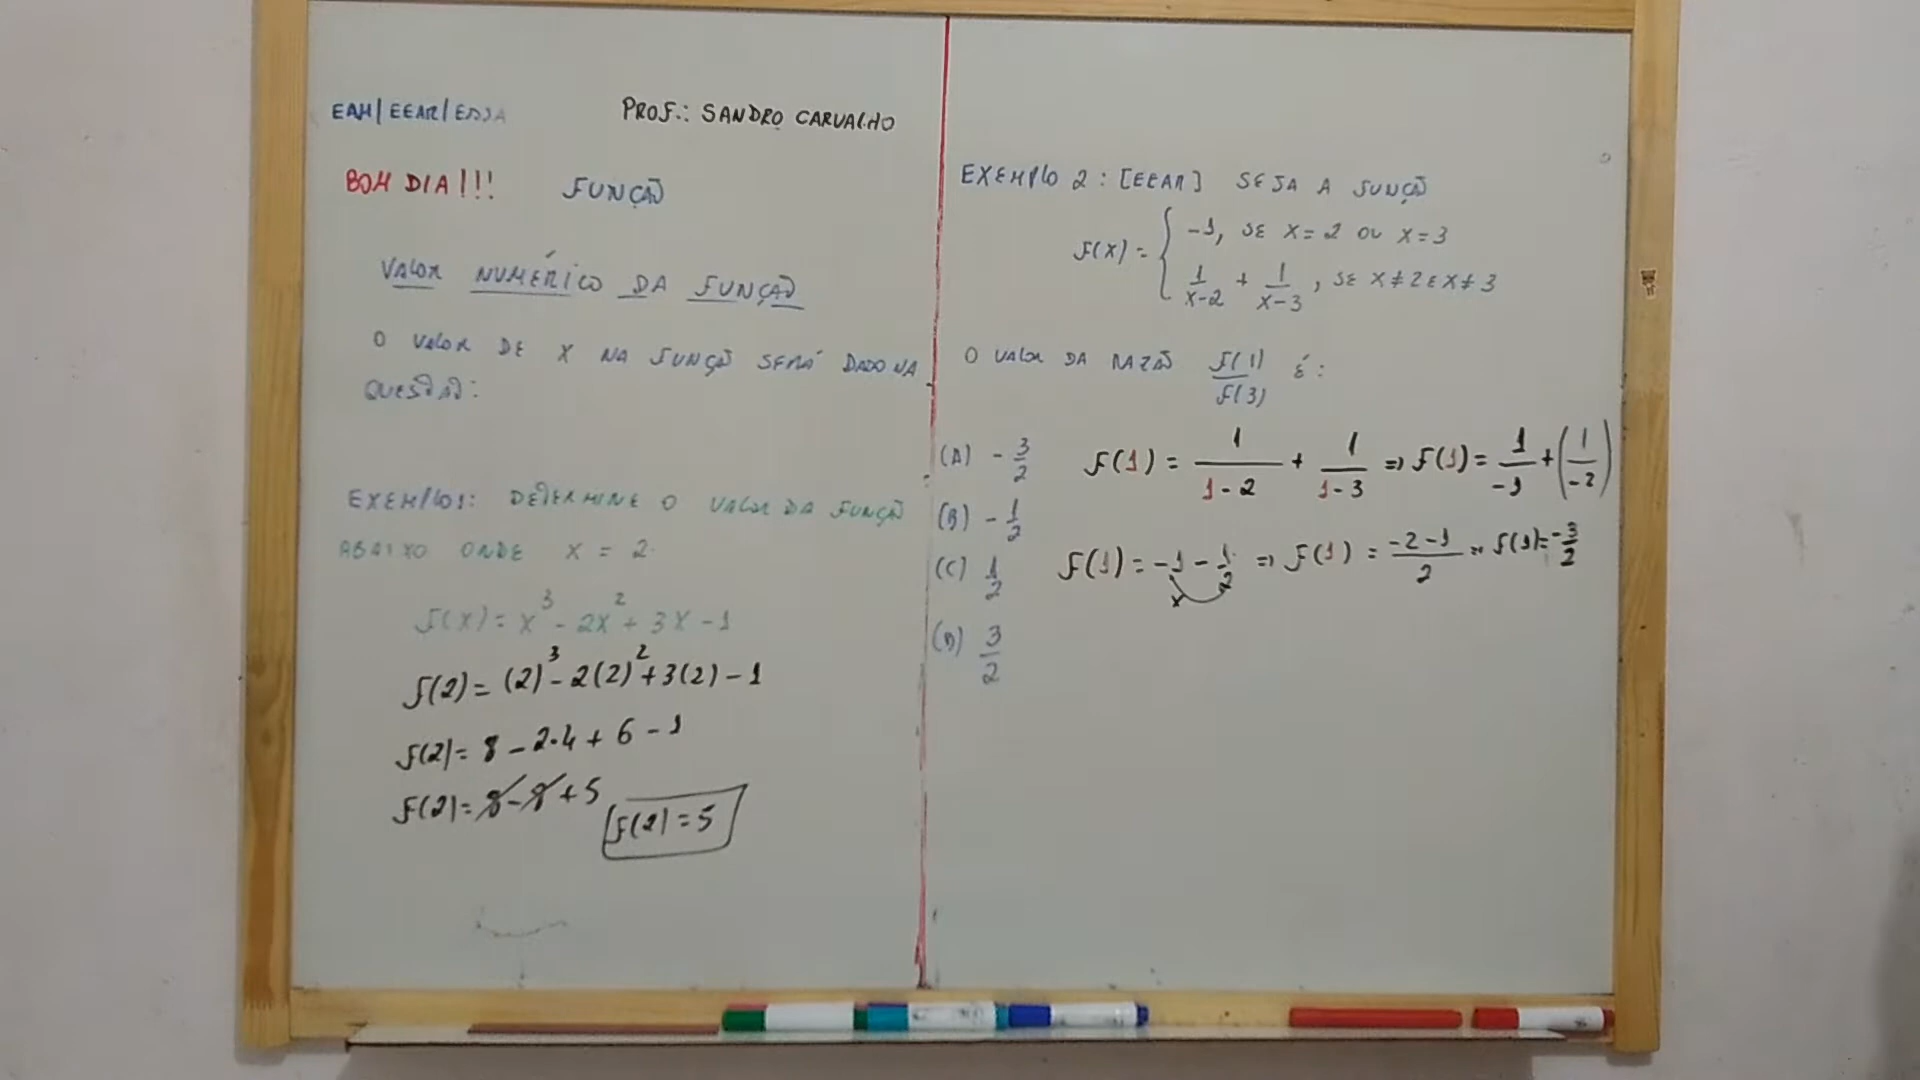 EAM/EEAR/ESSA
PROF.: SANDRO CARVALHO
BOM DIA!!!
FUNÇÃO
VALOR NUMÉRICO DA FUNÇÃO
O VALOR DE X NA FUNÇÃO SERÁ DADO NA
QUESTÃO:
EXEMPLO1: DETERMINE O VALOR DA FUNÇÃO
ABAIXO ONDE X = 2.
F(X) = X³ - 2X² + 3X - 1
F(2) = (2)³ - 2(2)² + 3(2) - 1
F(2) = 8 - 2·4 + 6 - 1
F(2) = 8 - 8 + 5
F(2) = 5
EXEMPLO 2: [EEAR] SEJA A FUNÇÃO
F(X) = { -1, SE X = 2 OU X = 3
1/(X-2) + 1/(X-3), SE X ≠ 2 E X ≠ 3
O VALOR DA RAZÃO F(1)/F(3) É:
(A) -3/2
(B) -1/2
(C) 1/2
(D) 3/2
F(1) = 1/(1-2) + 1/(1-3) => F(1) = 1/-1 + (1/-2)
F(1) = -1 - 1/2 => F(1) = (-2-1)/2 => F(1) = -3/2
x